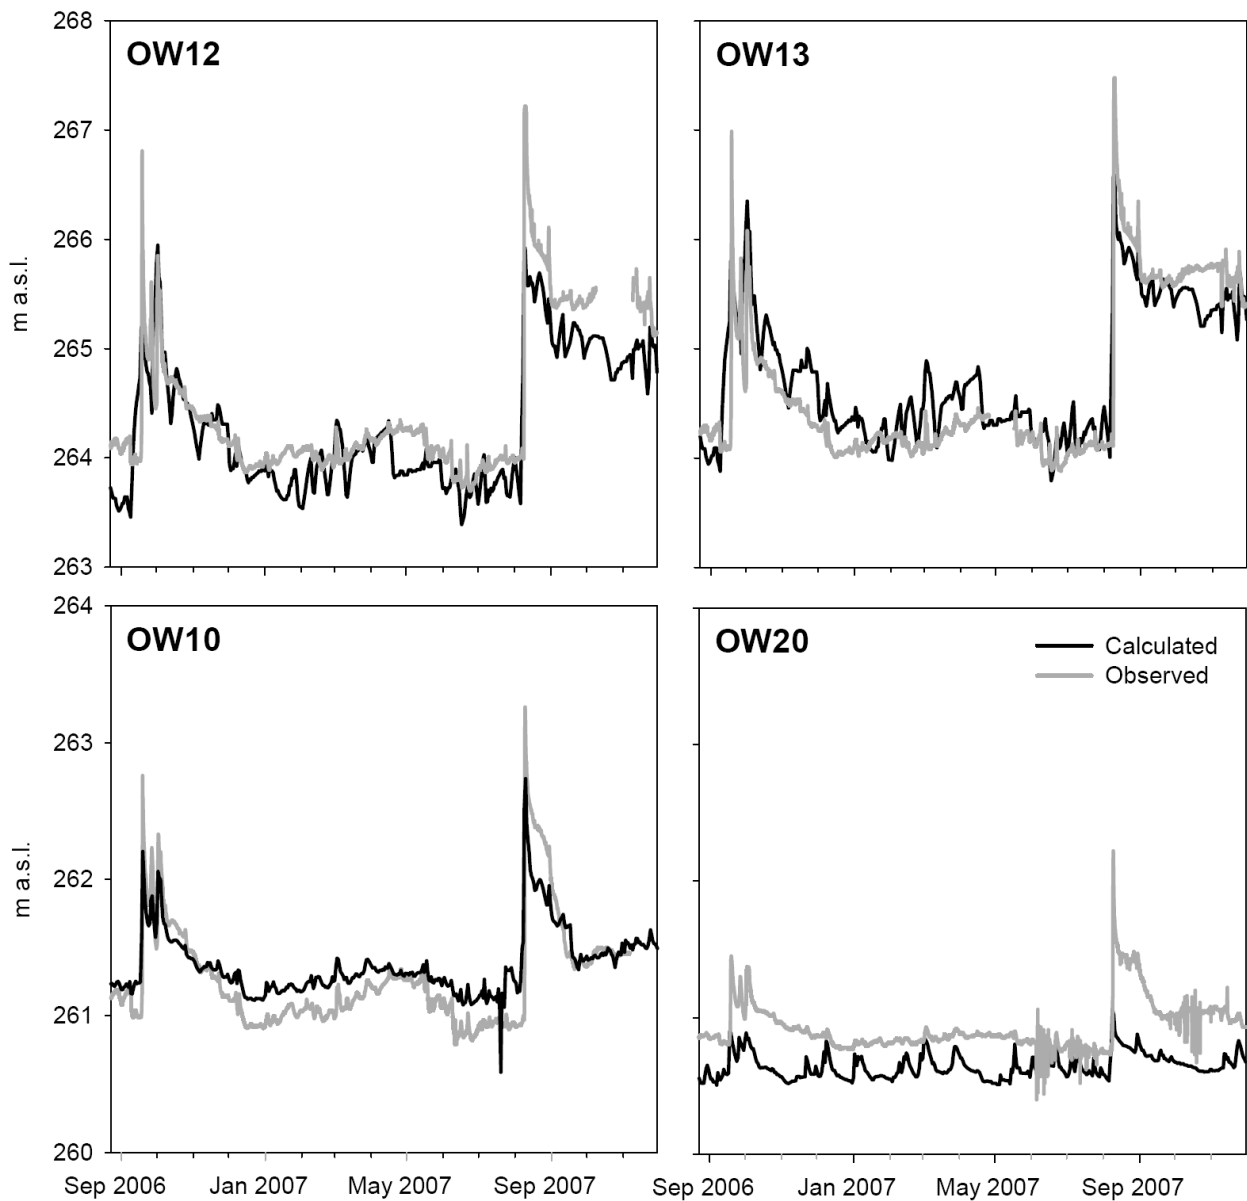 OW12
OW13
268
267
266
265
264
263
m a.s.l.
OW10
OW20
Calculated
Observed
264
263
262
261
260
m a.s.l.
Sep 2006 Jan 2007 May 2007 Sep 2007 Sep 2006 Jan 2007 May 2007 Sep 2007